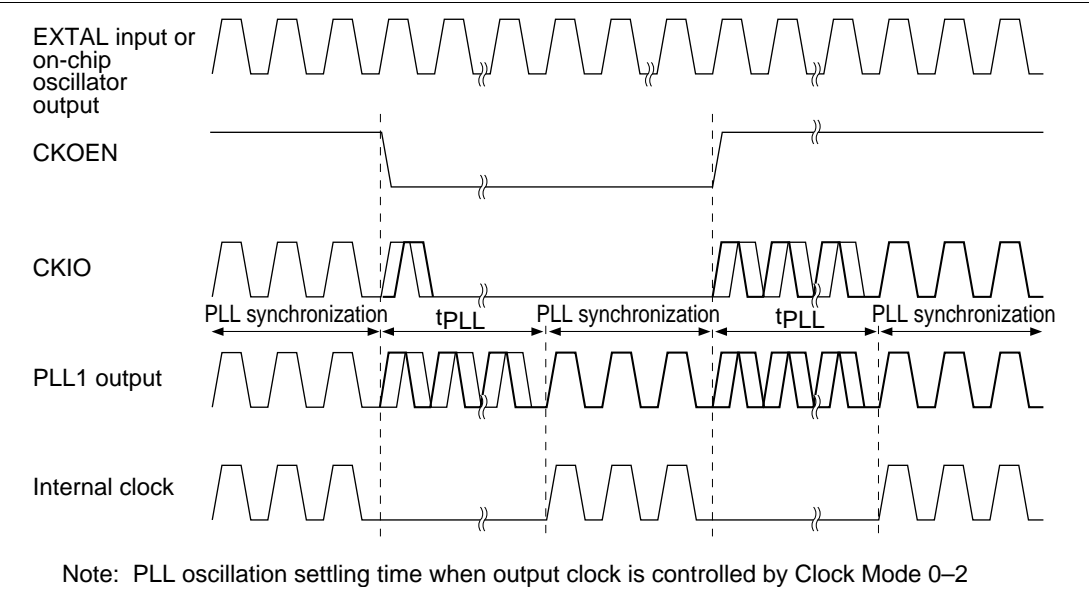 EXTAL input or
on-chip
oscillator
output
CKOEN
CKIO
PLL synchronization tPLL PLL synchronization tPLL PLL synchronization
PLL1 output
Internal clock
Note: PLL oscillation settling time when output clock is controlled by Clock Mode 0–2